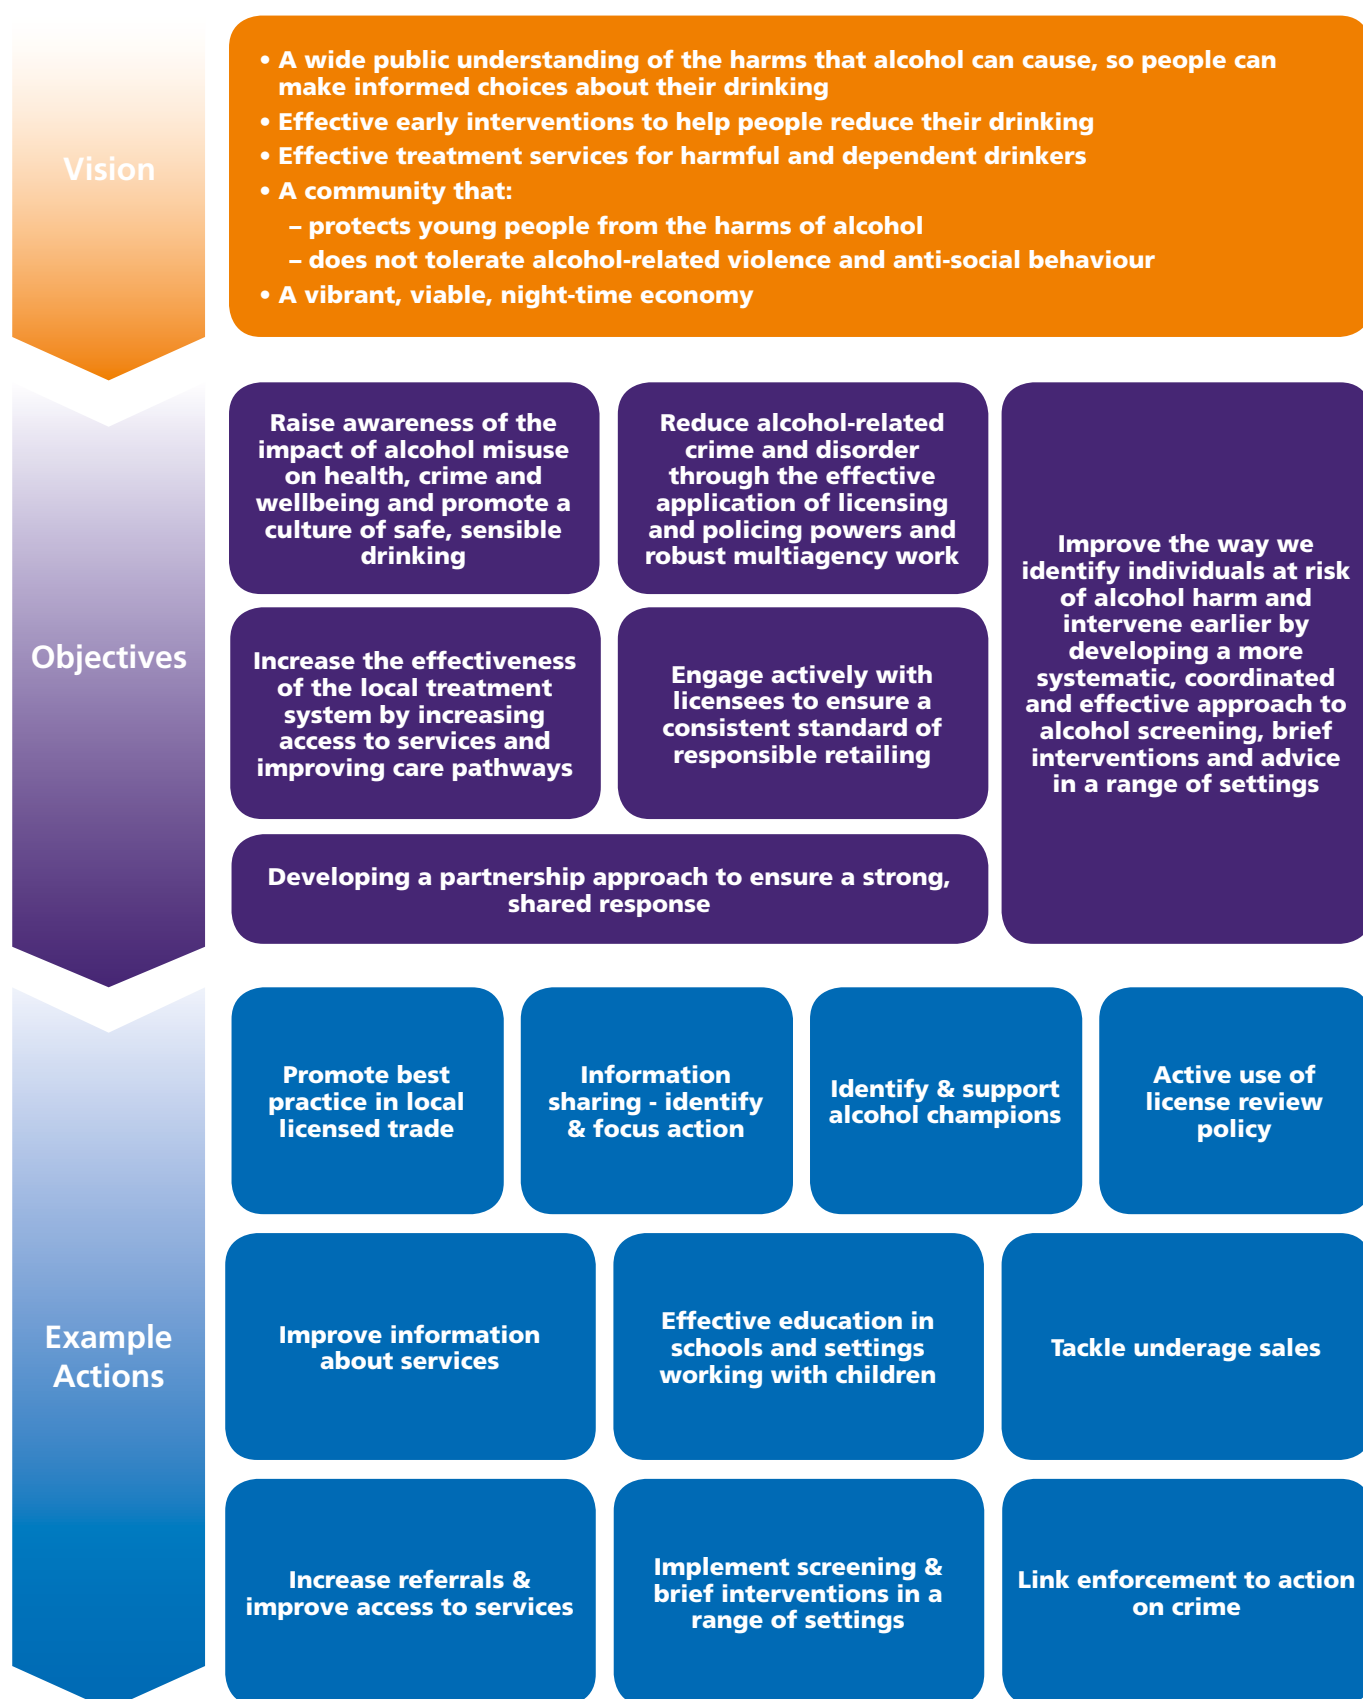 Vision
• A wide public understanding of the harms that alcohol can cause, so people can
make informed choices about their drinking
• Effective early interventions to help people reduce their drinking
• Effective treatment services for harmful and dependent drinkers
• A community that:
– protects young people from the harms of alcohol
– does not tolerate alcohol-related violence and anti-social behaviour
• A vibrant, viable, night-time economy
Objectives
Raise awareness of the
impact of alcohol misuse
on health, crime and
wellbeing and promote a
culture of safe, sensible
drinking
Reduce alcohol-related
crime and disorder
through the effective
application of licensing
and policing powers and
robust multiagency work
Improve the way we
identify individuals at risk
of alcohol harm and
intervene earlier by
developing a more
systematic, coordinated
and effective approach to
alcohol screening, brief
interventions and advice
in a range of settings
Increase the effectiveness
of the local treatment
system by increasing
access to services and
improving care pathways
Engage actively with
licensees to ensure a
consistent standard of
responsible retailing
Developing a partnership approach to ensure a strong,
shared response
Example
Actions
Promote best
practice in local
licensed trade
Information
sharing - identify
& focus action
Identify & support
alcohol champions
Active use of
license review
policy
Improve information
about services
Effective education in
schools and settings
working with children
Tackle underage sales
Increase referrals &
improve access to services
Implement screening &
brief interventions in a
range of settings
Link enforcement to action
on crime